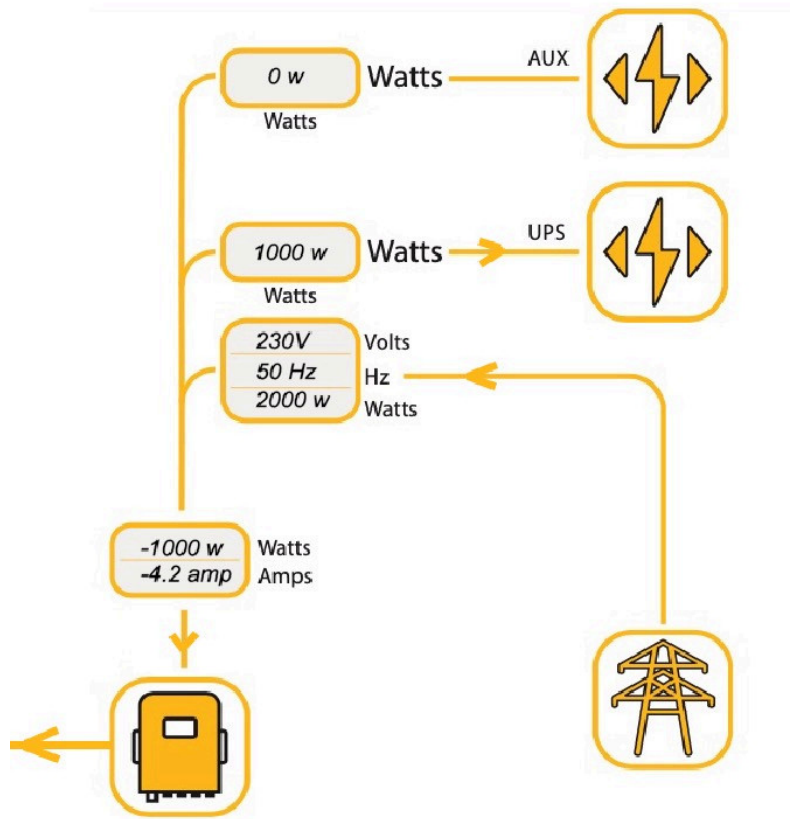 0 w
Watts
AUX
Watts
1000 w
Watts
UPS
Watts
230V
Volts
50 Hz
Hz
2000 w
Watts
-1000 w
Watts
-4.2 amp
Amps